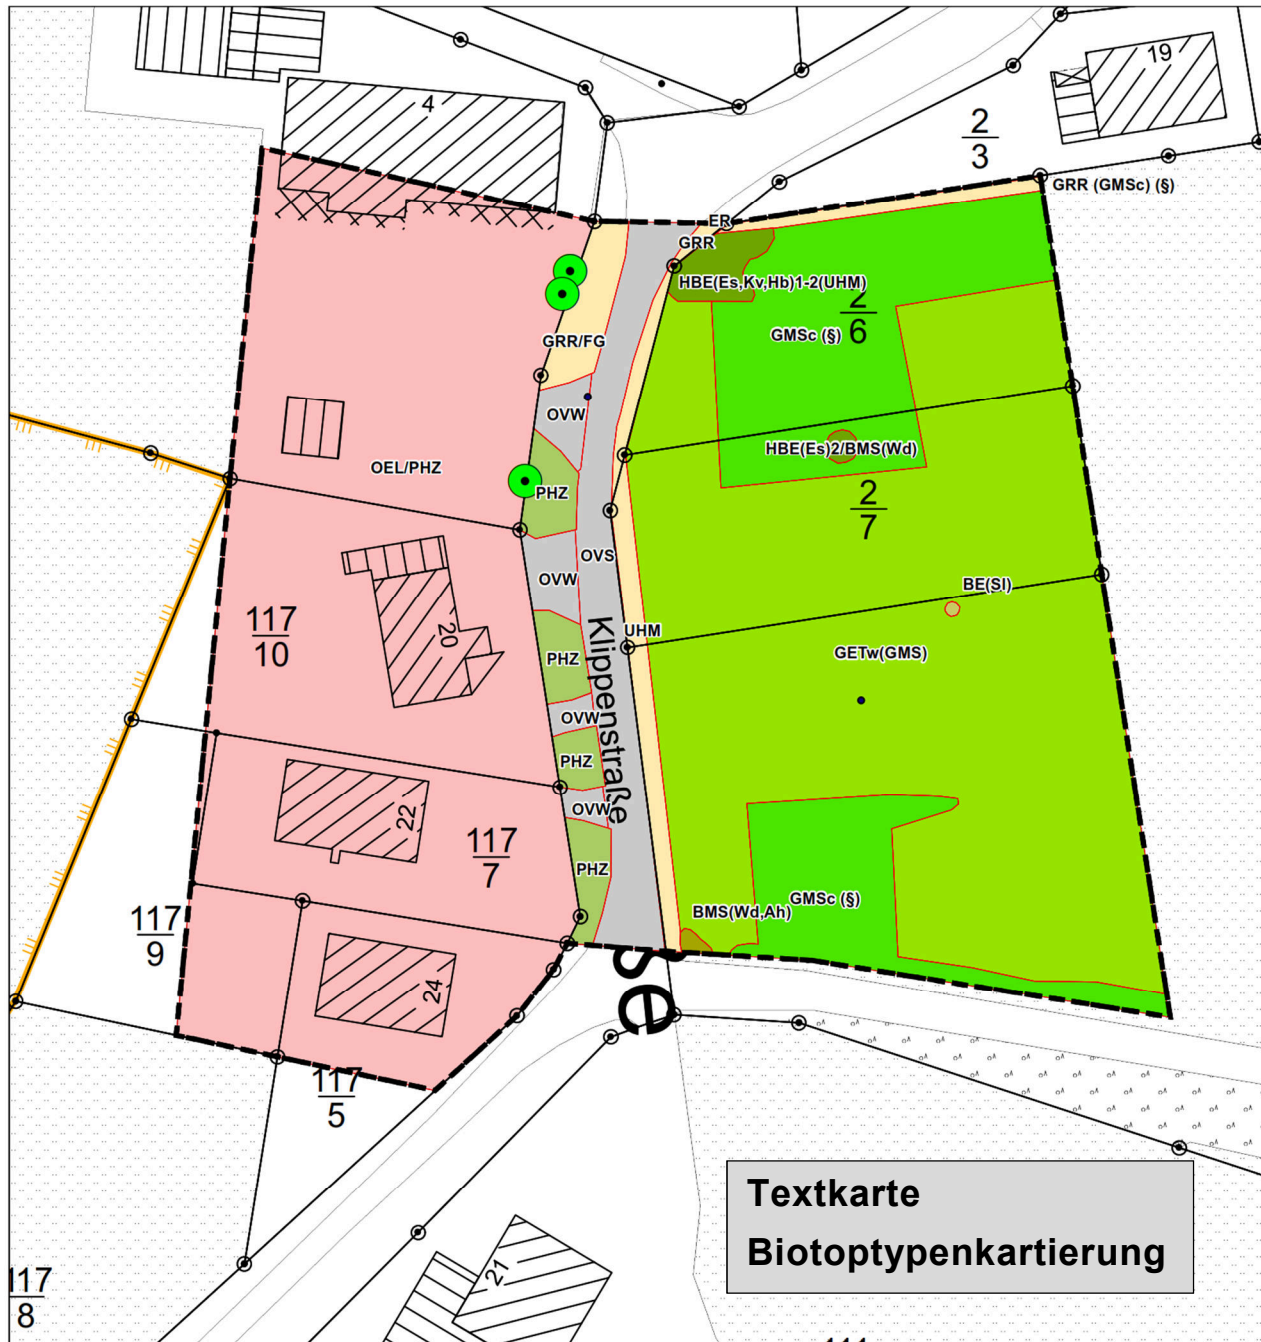 19
4
2
3
GRR (GMSc) (§)
ER
GRR
HBE(Es,Kv,Hb)1-2(UHM)
2
6
GMSc (§)
GRR/FG
OVW
HBE(Es)2/BMS(Wd)
OEL/PHZ
PHZ
2
7
OVS
OVW
BE(SI)
117
10
20
UHM
Klippenstraße
GETw(GMS)
PHZ
OVW
PHZ
22
OVW
117
7
PHZ
GMSc (§)
BMS(Wd,Ah)
117
9
24
ße
117
5
Textkarte
Biotoptypenkartierung
21
117
8